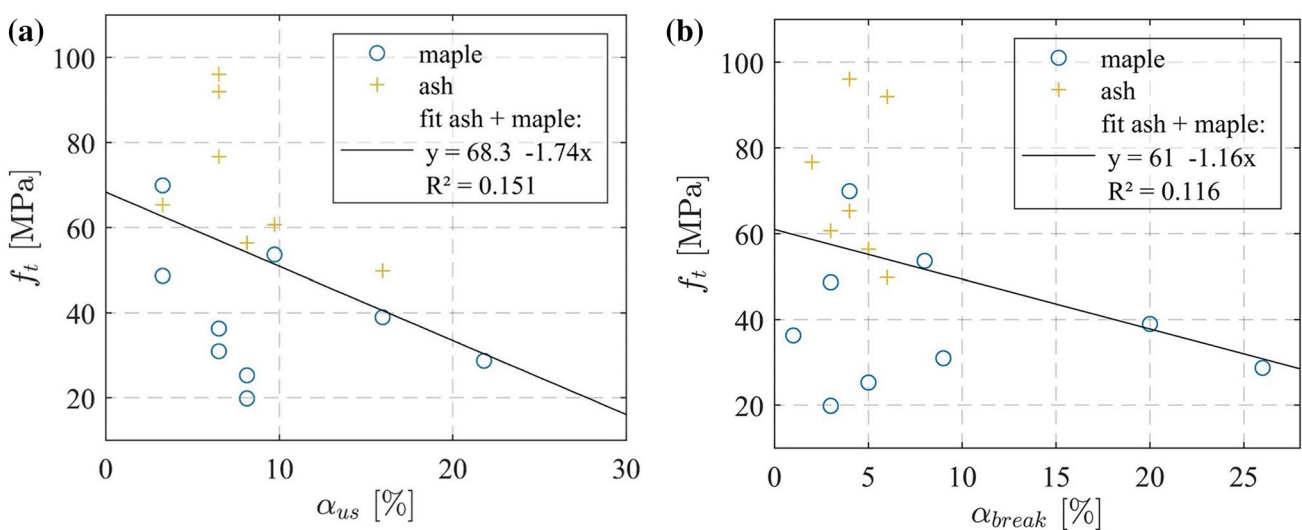 (a)
maple
ash
fit ash + maple:
y = 68.3 -1.74x
R² = 0.151
100
80
60
40
20
0
10
20
30
f_t [MPa]
α_us [%]
(b)
maple
ash
fit ash + maple:
y = 61 -1.16x
R² = 0.116
100
80
60
40
20
0
5
10
15
20
25
f_t [MPa]
α_break [%]